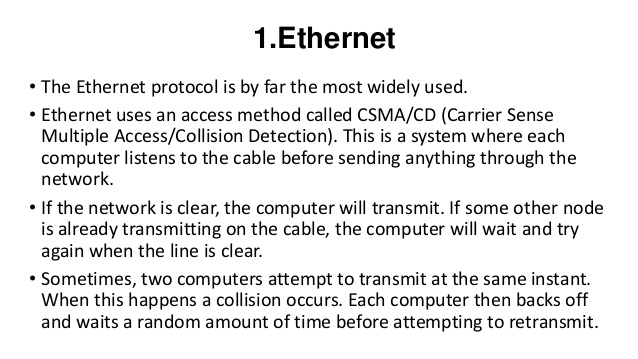 1.Ethernet
• The Ethernet protocol is by far the most widely used.
• Ethernet uses an access method called CSMA/CD (Carrier Sense
Multiple Access/Collision Detection). This is a system where each
computer listens to the cable before sending anything through the
network.
• If the network is clear, the computer will transmit. If some other node
is already transmitting on the cable, the computer will wait and try
again when the line is clear.
• Sometimes, two computers attempt to transmit at the same instant.
When this happens a collision occurs. Each computer then backs off
and waits a random amount of time before attempting to retransmit.